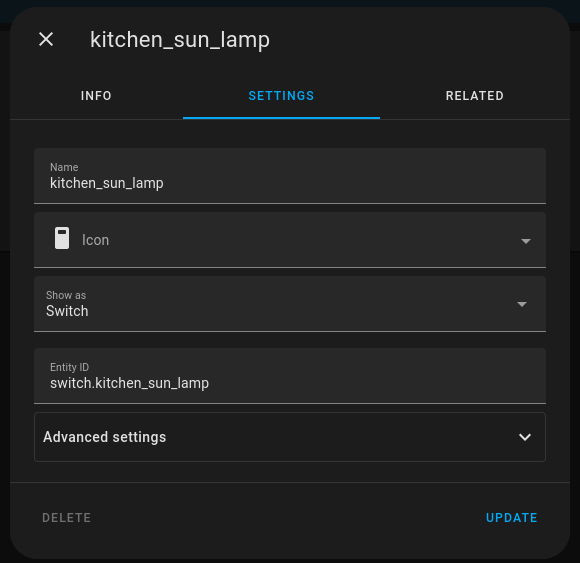 kitchen_sun_lamp
INFO
SETTINGS
RELATED
Name
kitchen_sun_lamp
Icon
Show as
Switch
Entity ID
switch.kitchen_sun_lamp
Advanced settings
DELETE
UPDATE